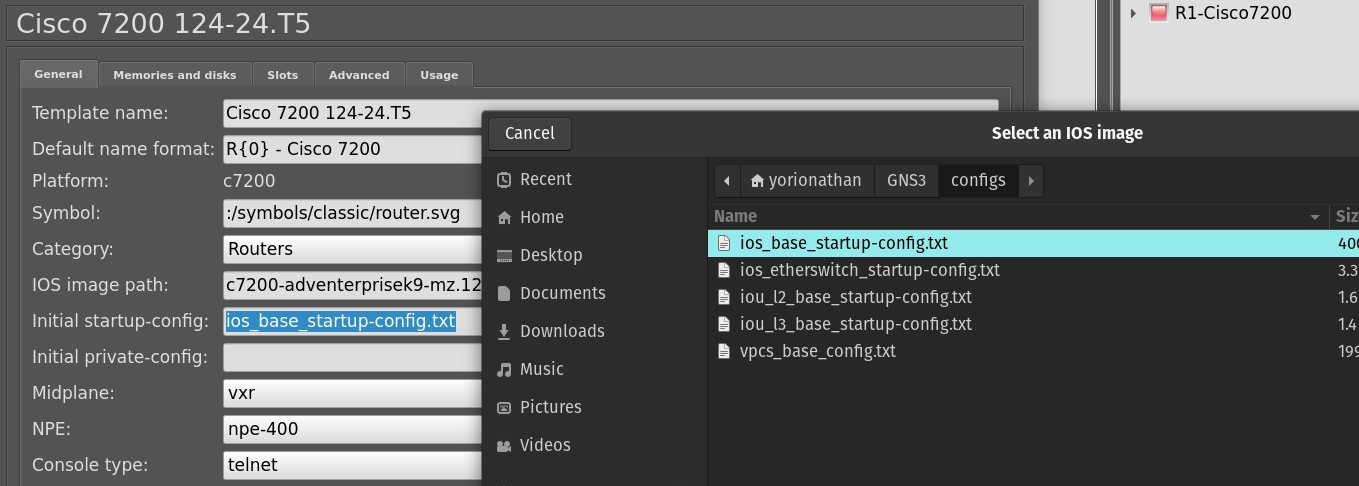 Cisco 7200 124-24.T5
General
Memories and disks
Slots
Advanced
Usage
Template name:
Cisco 7200 124-24.T5
Default name format:
R{0} - Cisco 7200
Platform:
c7200
Symbol:
:/symbols/classic/router.svg
Category:
Routers
IOS image path:
c7200-adventerprisek9-mz.12
Initial startup-config:
ios_base_startup-config.txt
Initial private-config:
Midplane:
vxr
NPE:
npe-400
Console type:
telnet
R1-Cisco7200
Cancel
Select an IOS image
Recent
Home
Desktop
Documents
Downloads
Music
Pictures
Videos
yorionathan
GNS3
configs
Name
Siz
ios_base_startup-config.txt
400
ios_etherswitch_startup-config.txt
3.3
iou_l2_base_startup-config.txt
1.6
iou_l3_base_startup-config.txt
1.4
vpcs_base_config.txt
199